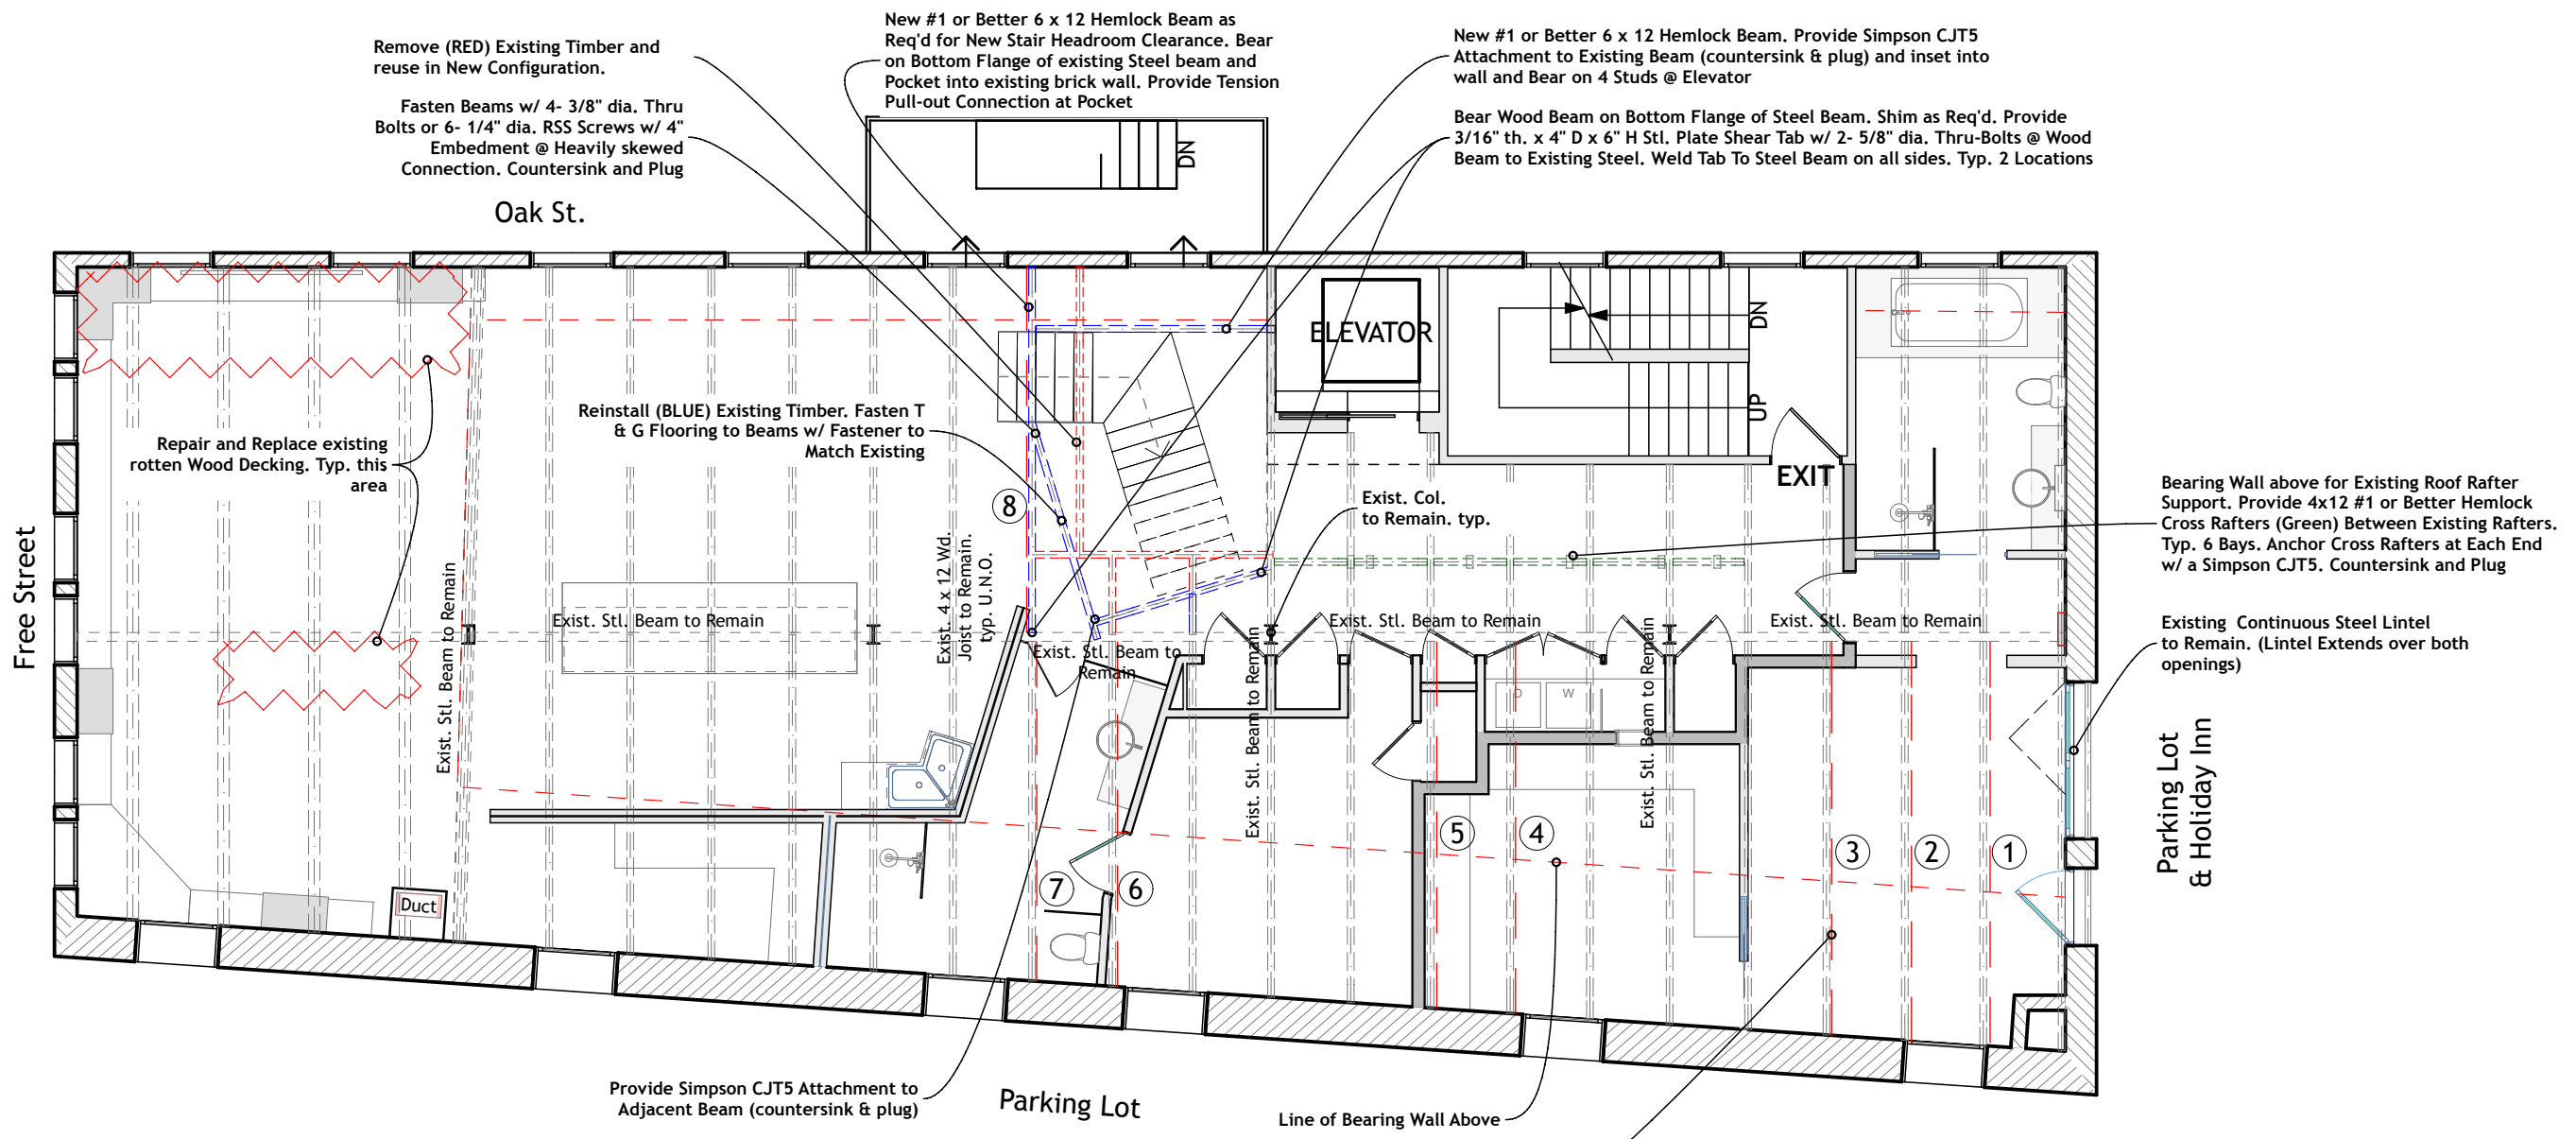 New #1 or Better 6 x 12 Hemlock Beam as
Req'd for New Stair Headroom Clearance. Bear
on Bottom Flange of existing Steel beam and
Pocket into existing brick wall. Provide Tension
Pull-out Connection at Pocket
New #1 or Better 6 x 12 Hemlock Beam. Provide Simpson CJT5
Attachment to Existing Beam (countersink & plug) and inset into
wall and Bear on 4 Studs @ Elevator
Remove (RED) Existing Timber and
reuse in New Configuration.
Fasten Beams w/ 4- 3/8" dia. Thru
Bolts or 6- 1/4" dia. RSS Screws w/ 4"
Embedment @ Heavily skewed
Connection. Countersink and Plug
Bear Wood Beam on Bottom Flange of Steel Beam. Shim as Req'd. Provide
3/16" th. x 4" D x 6" H Stl. Plate Shear Tab w/ 2- 5/8" dia. Thru-Bolts @ Wood
Beam to Existing Steel. Weld Tab To Steel Beam on all sides. Typ. 2 Locations
DN
Oak St.
ELEVATOR
DN
UP
EXIT
Reinstall (BLUE) Existing Timber. Fasten T
& G Flooring to Beams w/ Fastener to
Match Existing
Repair and Replace existing
rotten Wood Decking. Typ. this
area
8
Exist. Col.
to Remain. typ.
Bearing Wall above for Existing Roof Rafter
Support. Provide 4x12 #1 or Better Hemlock
Cross Rafters (Green) Between Existing Rafters.
Typ. 6 Bays. Anchor Cross Rafters at Each End
w/ a Simpson CJT5. Countersink and Plug
Free Street
Exist. Stl. Beam to Remain
Exist. Stl. Beam to Remain
Exist. 4 x 12 Wd.
Joist to Remain.
typ. U.N.O.
Exist. Stl. Beam to
Remain
Exist. Stl. Beam to Remain
Exist. Stl. Beam to Remain
Exist. Stl. Beam to Remain
Exist. Stl. Beam to Remain
Existing  Continuous Steel Lintel
to Remain. (Lintel Extends over both
openings)
D
W
Parking Lot
& Holiday Inn
5
4
3
2
1
7
6
Duct
Provide Simpson CJT5 Attachment to
Adjacent Beam (countersink & plug)
Parking Lot
Line of Bearing Wall Above